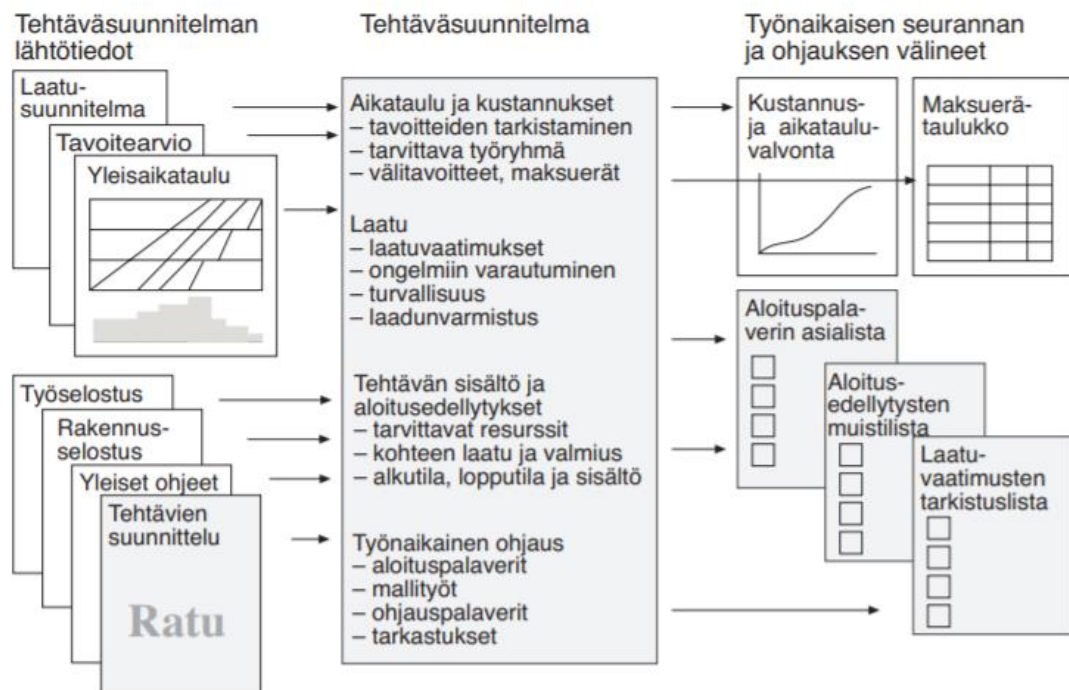 Tehtäväsuunnitelman
lähtötiedot
Laatu-
suunnitelma
Tavoitearvio
Yleisaikataulu
Työselostus
Rakennus-
selostus
Yleiset ohjeet
Tehtävien
suunnittelu
Ratu
Tehtäväsuunnitelma
Aikataulu ja kustannukset
– tavoitteiden tarkistaminen
– tarvittava työryhmä
– välitavoitteet, maksuerät
Laatu
– laatuvaatimukset
– ongelmiin varautuminen
– turvallisuus
– laadunvarmistus
Tehtävän sisältö ja
aloitusedellytykset
– tarvittavat resurssit
– kohteen laatu ja valmius
– alkutila, lopputila ja sisältö
Työnaikainen ohjaus
– aloituspalaverit
– mallityöt
– ohjauspalaverit
– tarkastukset
Työnaikaisen seurannan
ja ohjauksen välineet
Kustannus-
ja aikataulu-
valvonta
Maksuerä-
taulukko
Aloituspala-
verin asialista
Aloitus-
edellytysten
muistilista
Laatu-
vaatimusten
tarkistuslista